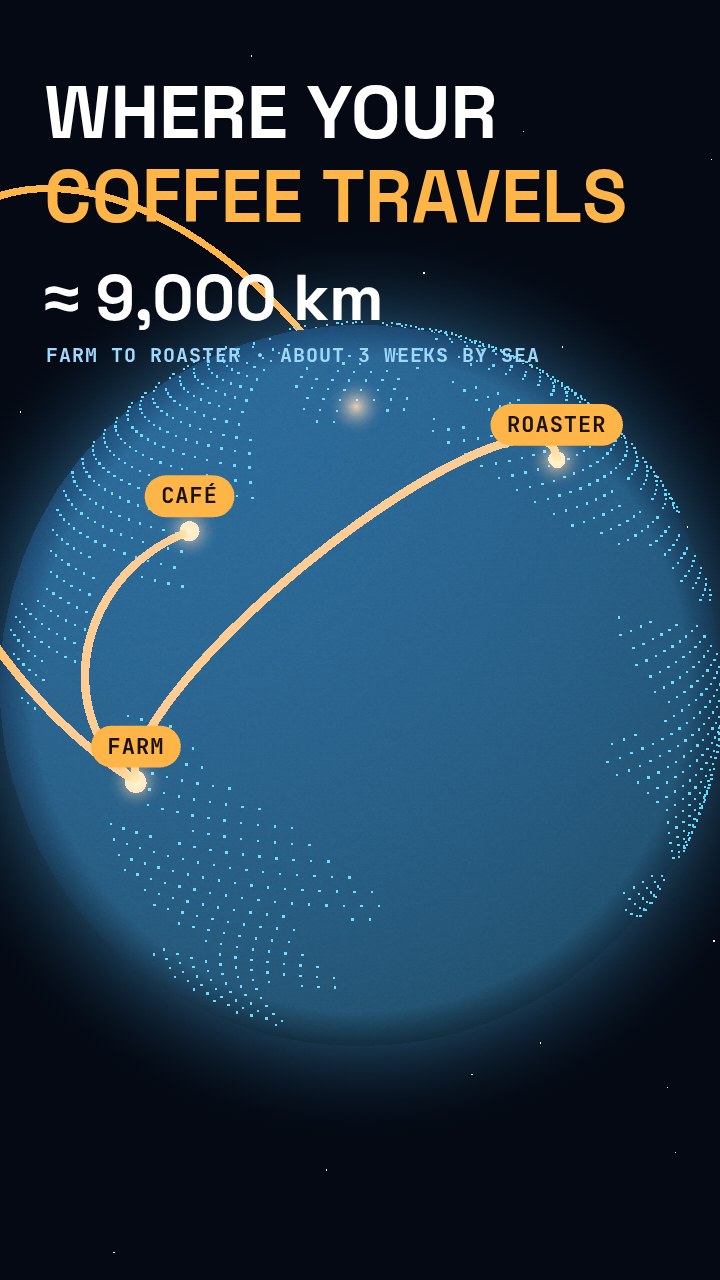 WHERE YOUR
COFFEE TRAVELS
≈ 9,000 km
FARM TO ROASTER · ABOUT 3 WEEKS BY SEA
ROASTER
CAFÉ
FARM